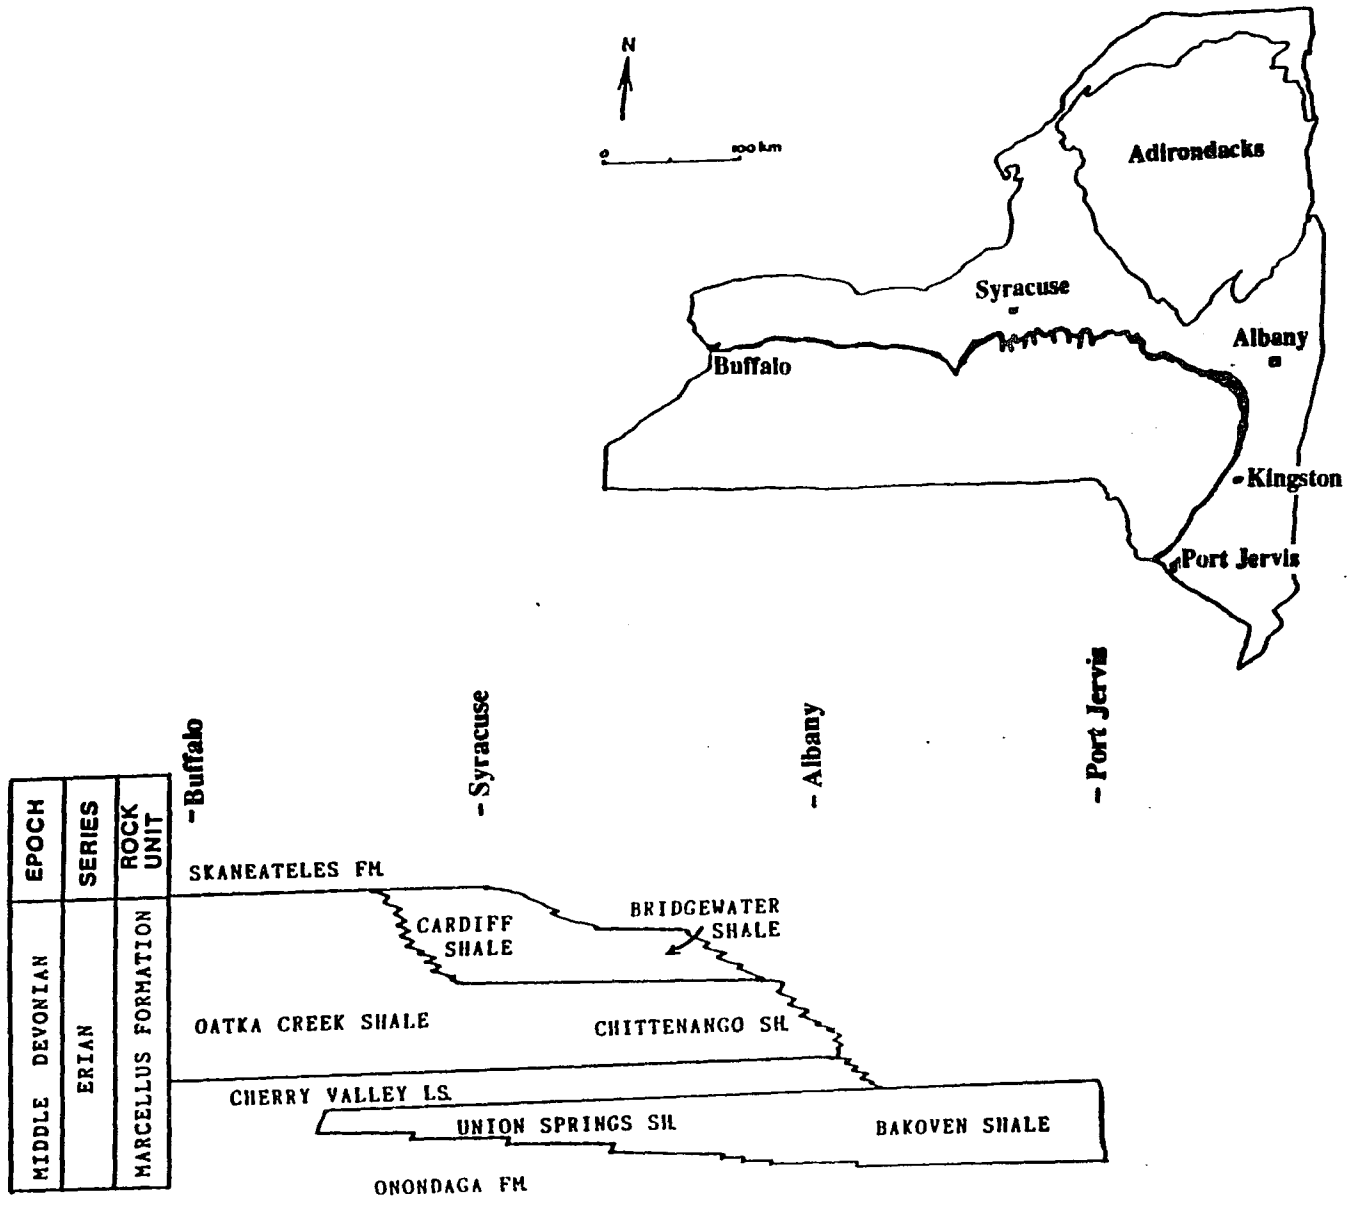 N
0
100 km
Adirondacks
Syracuse
Albany
Buffalo
Kingston
Port Jervis
-Buffalo
-Syracuse
-Albany
-Port Jervis
EPOCH
SERIES
ROCK
UNIT
MIDDLE DEVONIAN
ERIAN
MARCELLUS FORMATION
SKANEATELES FM.
CARDIFF
SHALE
BRIDGEWATER
SHALE
OATKA CREEK SHALE
CHITTENANGO SH.
CHERRY VALLEY LS.
UNION SPRINGS SH.
BAKOVEN SHALE
ONONDAGA FM.